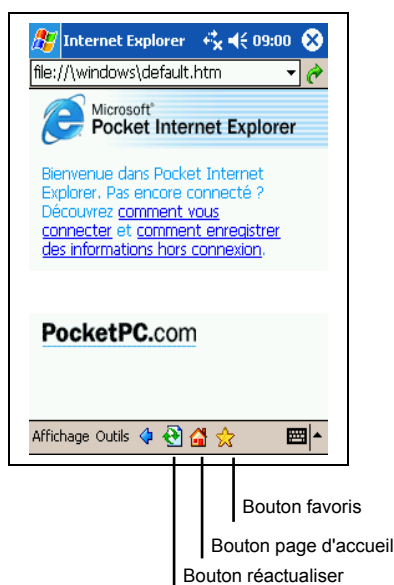 Internet Explorer 09:00
file://\windows\default.htm
Microsoft®
Pocket Internet Explorer
Bienvenue dans Pocket Internet
Explorer. Pas encore connecté ?
Découvrez comment vous
connecter et comment enregistrer
des informations hors connexion.
PocketPC.com
Affichage Outils
Bouton favoris
Bouton page d'accueil
Bouton réactualiser